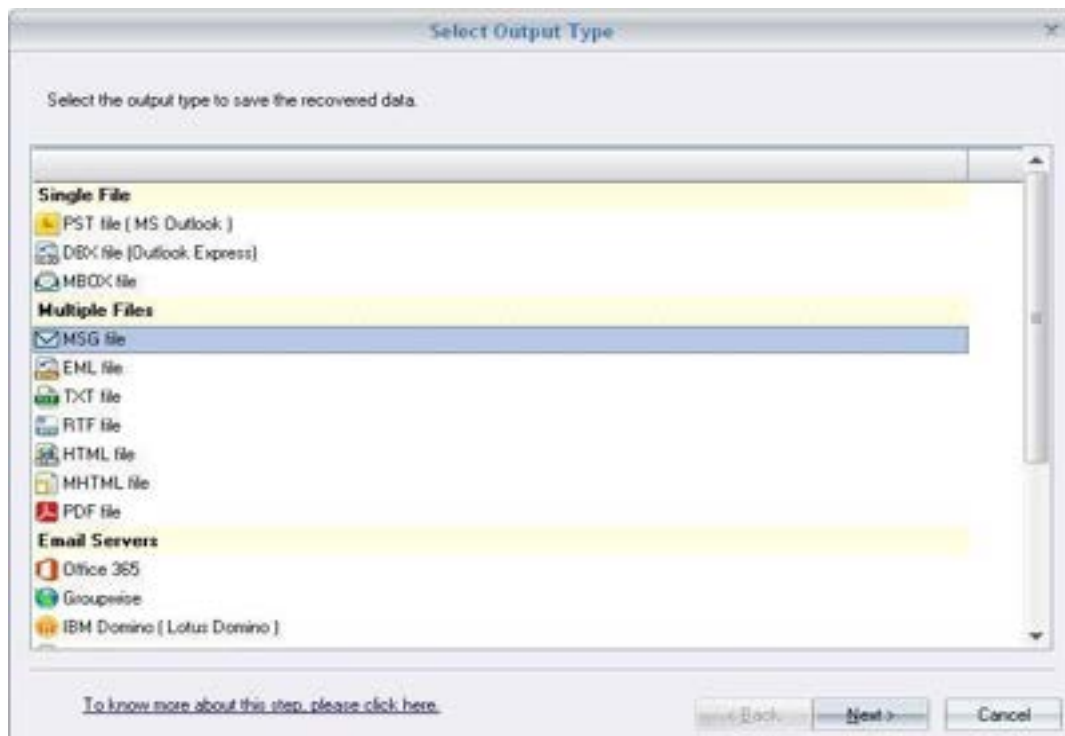 Select Output Type
Select the output type to save the recovered data.
Single File
PST file ( MS Outlook )
DBX file (Outlook Express)
MBOX file
Multiple Files
MSG file
EML file
TXT file
RTF file
HTML file
MHTML file
PDF file
Email Servers
Office 365
Groupwise
IBM Domino ( Lotus Domino )
To know more about this step, please click here.
< Back
Next >
Cancel